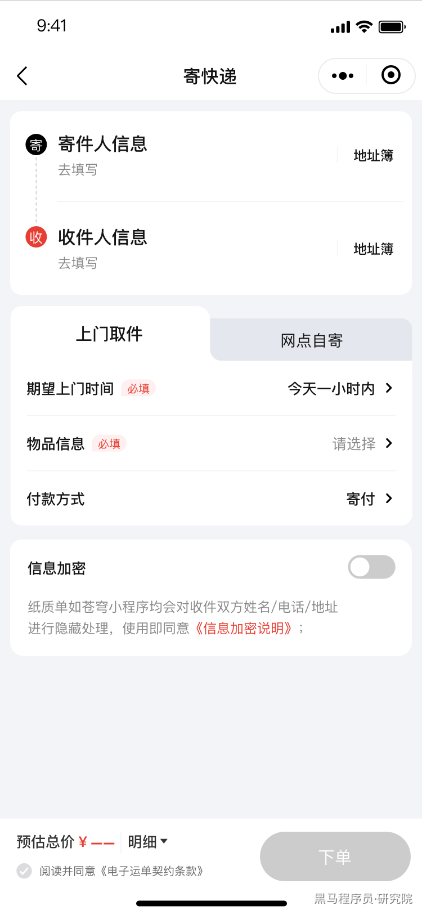 9:41
寄快递
寄 寄件人信息
去填写
地址簿
收 收件人信息
去填写
地址簿
上门取件 网点自寄
期望上门时间 必填 今天一小时内
物品信息 必填 请选择
付款方式 寄付
信息加密
纸质单如苍穹小程序均会对收件双方姓名/电话/地址
进行隐藏处理，使用即同意《信息加密说明》；
预估总价 ¥ —— 明细
下单
阅读并同意《电子运单契约条款》
黑马程序员·研究院